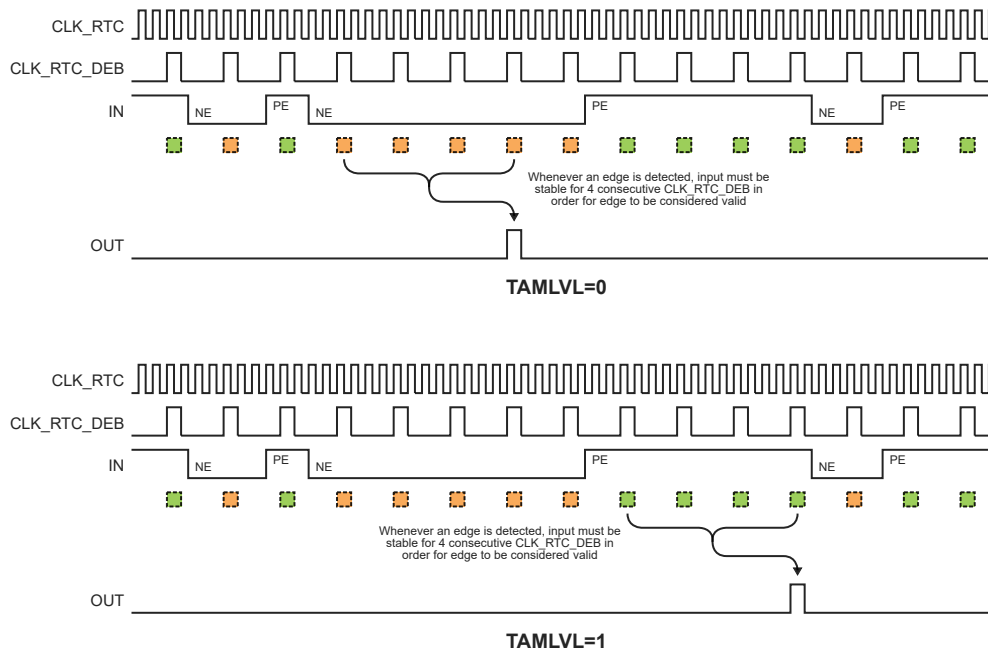 CLK_RTC
CLK_RTC_DEB
IN
NE
PE
NE
PE
NE
PE
Whenever an edge is detected, input must be
stable for 4 consecutive CLK_RTC_DEB in
order for edge to be considered valid
OUT
TAMLVL=0
CLK_RTC
CLK_RTC_DEB
IN
NE
PE
NE
PE
NE
PE
Whenever an edge is detected, input must be
stable for 4 consecutive CLK_RTC_DEB in
order for edge to be considered valid
OUT
TAMLVL=1